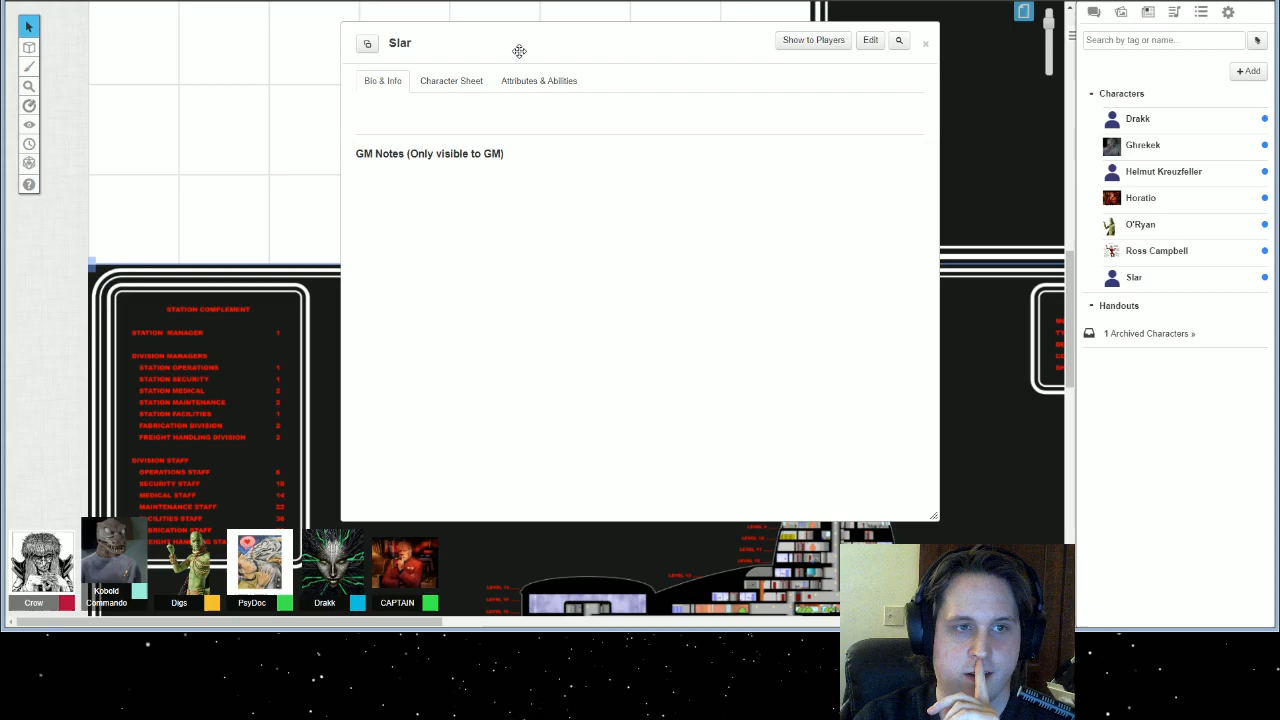 Slar
Show to Players
Edit
Bio & Info
Character Sheet
Attributes & Abilities
GM Notes (Only visible to GM)
Search by tag or name...
+ Add
Characters
Drakk
Ghrekek
Helmut Kreuzfeller
Horatio
O'Ryan
Ross Campbell
Slar
Handouts
1 Archived Characters »
STATION COMPLEMENT
STATION MANAGER 1
DIVISION MANAGERS
STATION OPERATIONS 1
STATION SECURITY 1
STATION MEDICAL 2
STATION MAINTENANCE 2
STATION FACILITIES 1
FABRICATION DIVISION 2
FREIGHT HANDLING DIVISION 2
DIVISION STAFF
OPERATIONS STAFF 6
SECURITY STAFF 10
MEDICAL STAFF 14
MAINTENANCE STAFF 22
Crow
Kobold
Commando
Digs
PsyDoc
Drakk
CAPTAIN